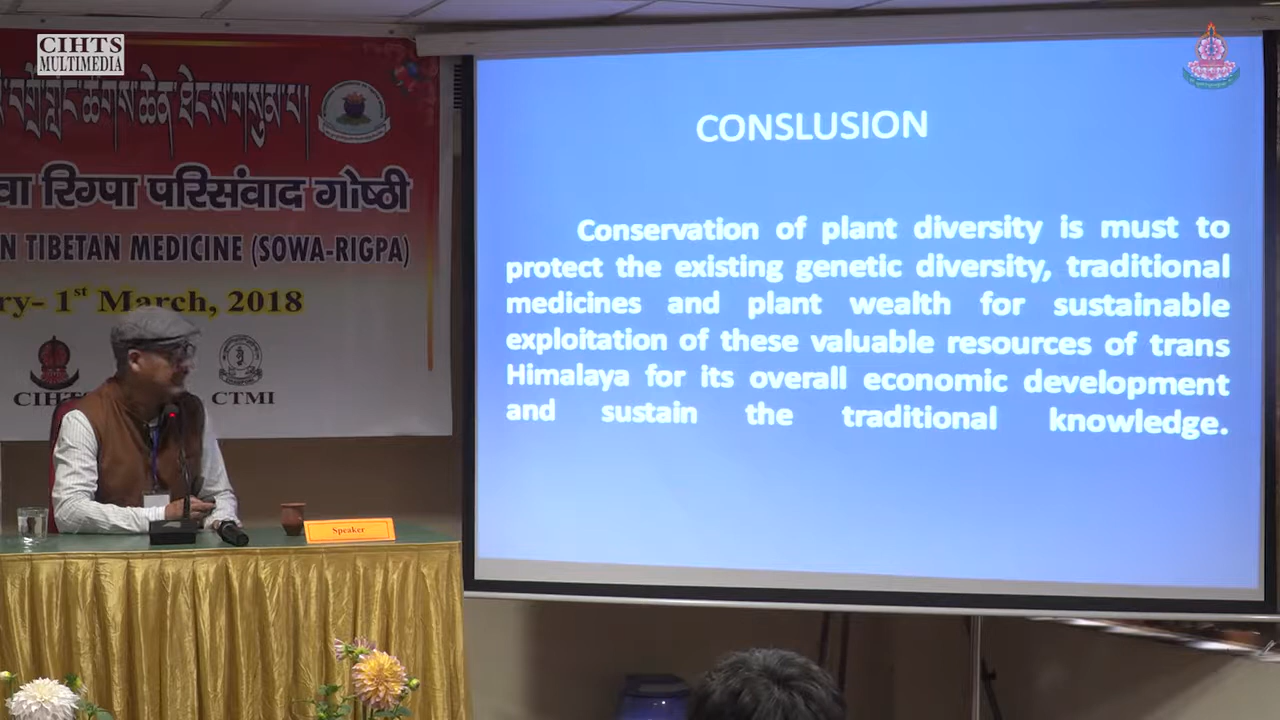 CIHTS
MULTIMEDIA
रिग्पा परिसंवाद गोष्ठी
N TIBETAN MEDICINE (SOWA-RIGPA)
ry- 1st March, 2018
CTMI
Speaker
CONSLUSION
Conservation of plant diversity is must to
protect the existing genetic diversity, traditional
medicines and plant wealth for sustainable
exploitation of these valuable resources of trans
Himalaya for its overall economic development
and sustain the traditional knowledge.